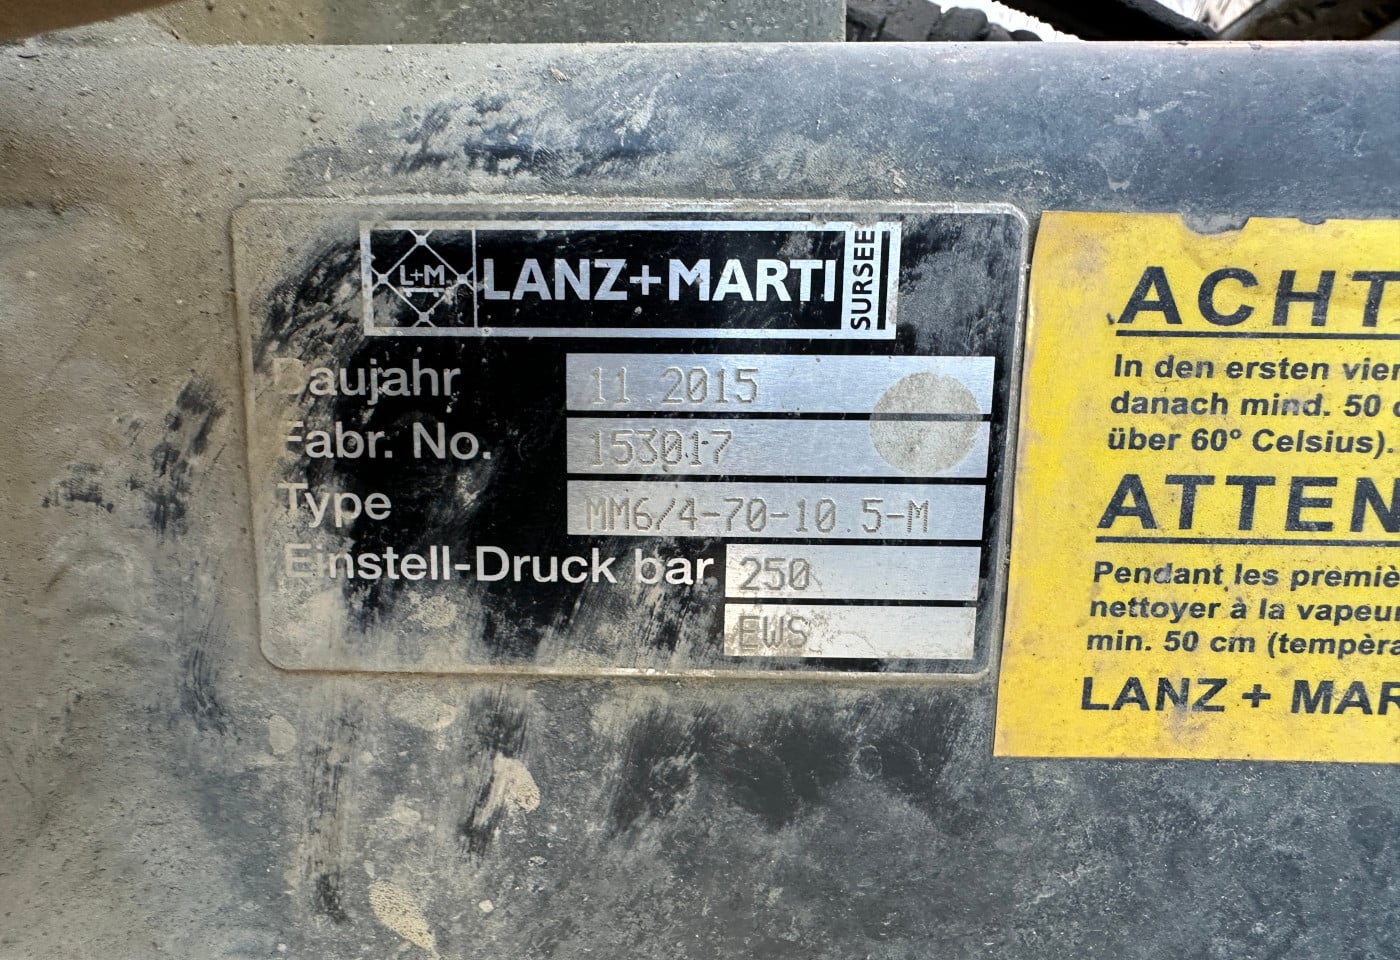 L+M
LANZ+MARTI
SURSEE
Baujahr 11.2015
Fabr. No. 153017
Type MM6/4-70-10.5-M
Einstell-Druck bar 250
EWS
ACHT
In den ersten vier
danach mind. 50
über 60° Celsius).
ATTEN
Pendant les premiè
nettoyer à la vapeur
min. 50 cm (tempèra
LANZ + MAR